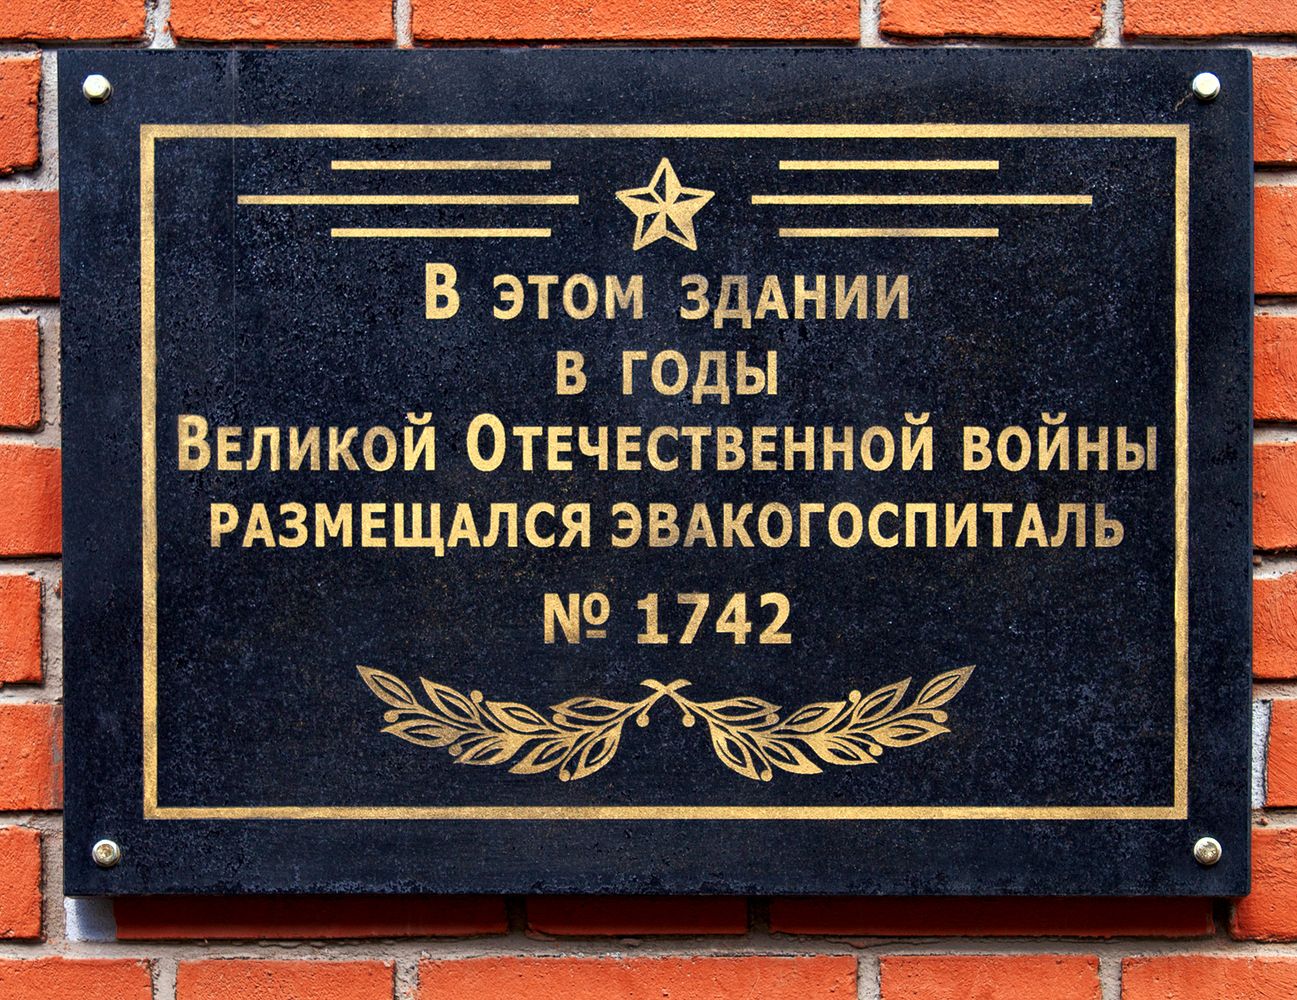 В этом здании
в годы
Великой Отечественной войны
размещался эвакогоспиталь
№ 1742